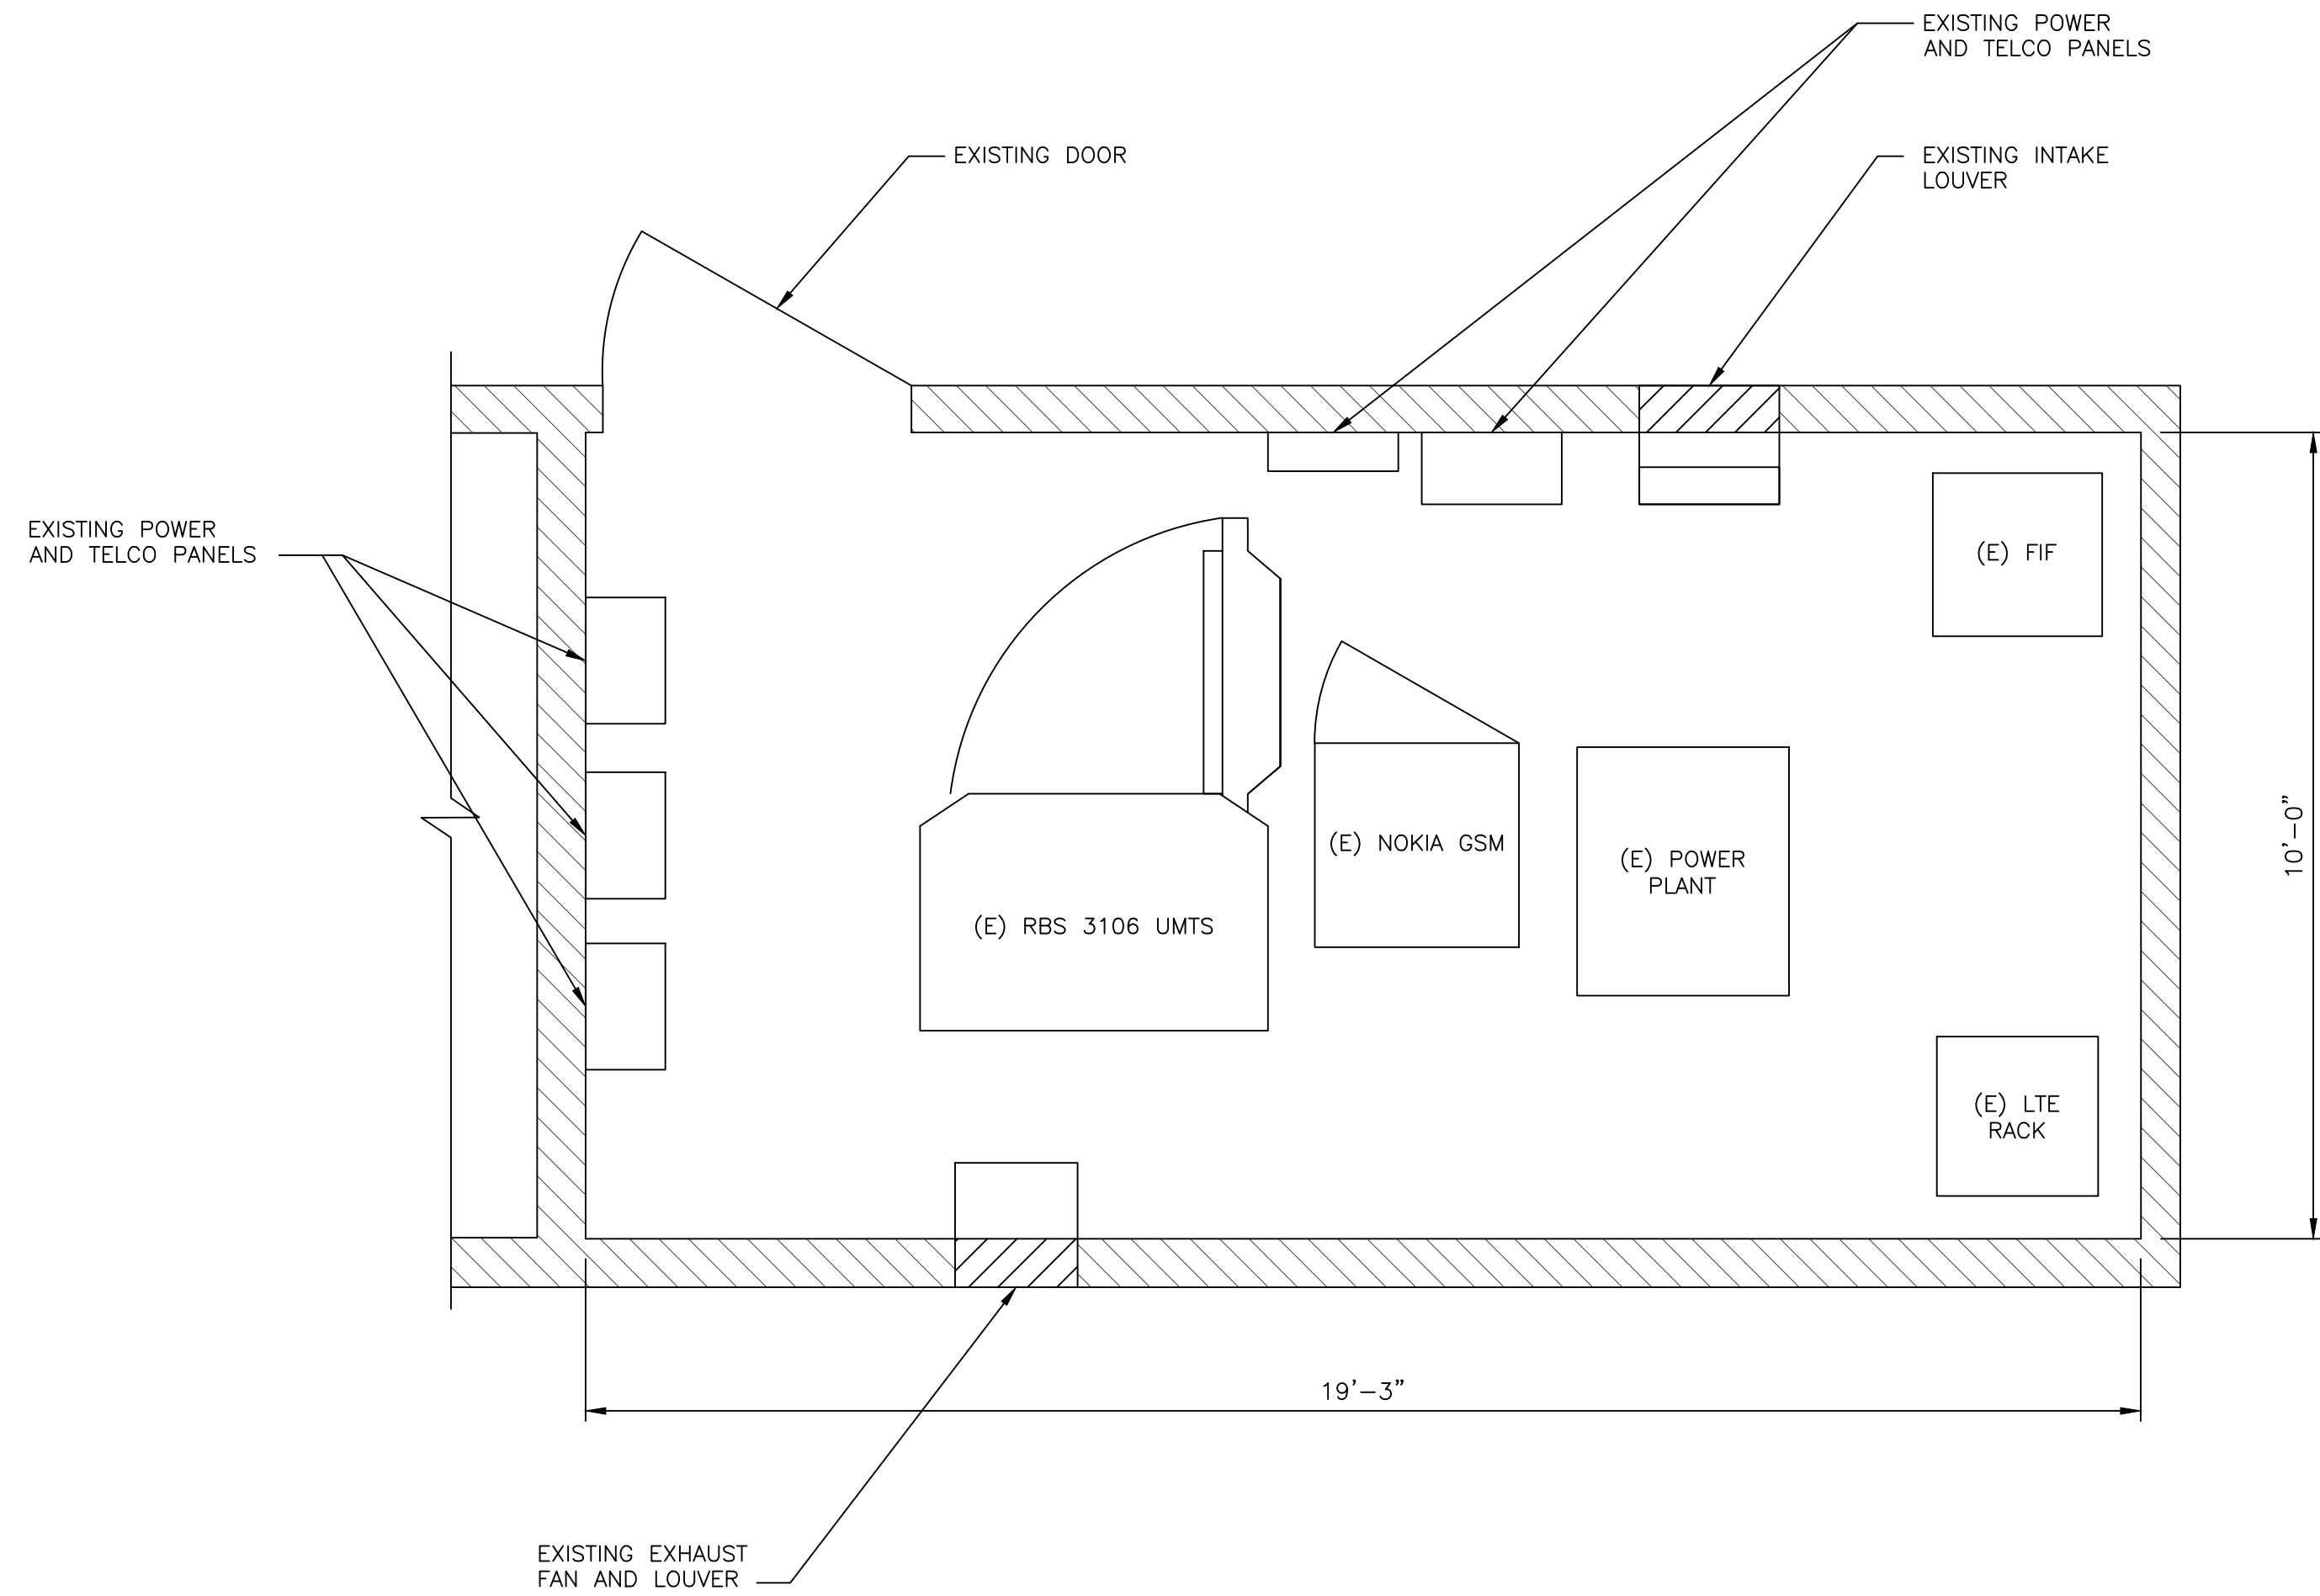 EXISTING POWER
AND TELCO PANELS
EXISTING DOOR
EXISTING INTAKE
LOUVER
EXISTING POWER
AND TELCO PANELS
(E) FIF
(E) NOKIA GSM
(E) POWER
PLANT
10'-0"
(E) RBS 3106 UMTS
(E) LTE
RACK
19'-3"
EXISTING EXHAUST
FAN AND LOUVER